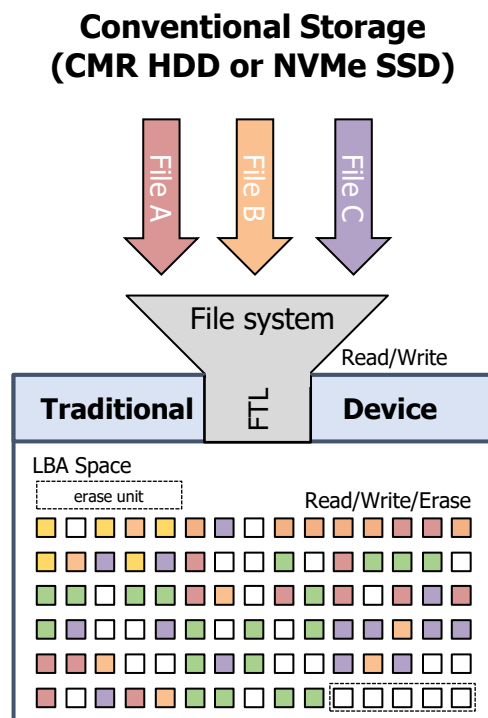 Conventional Storage
(CMR HDD or NVMe SSD)
File A
File B
File C
File system
Read/Write
Traditional
FTL
Device
LBA Space
erase unit
Read/Write/Erase